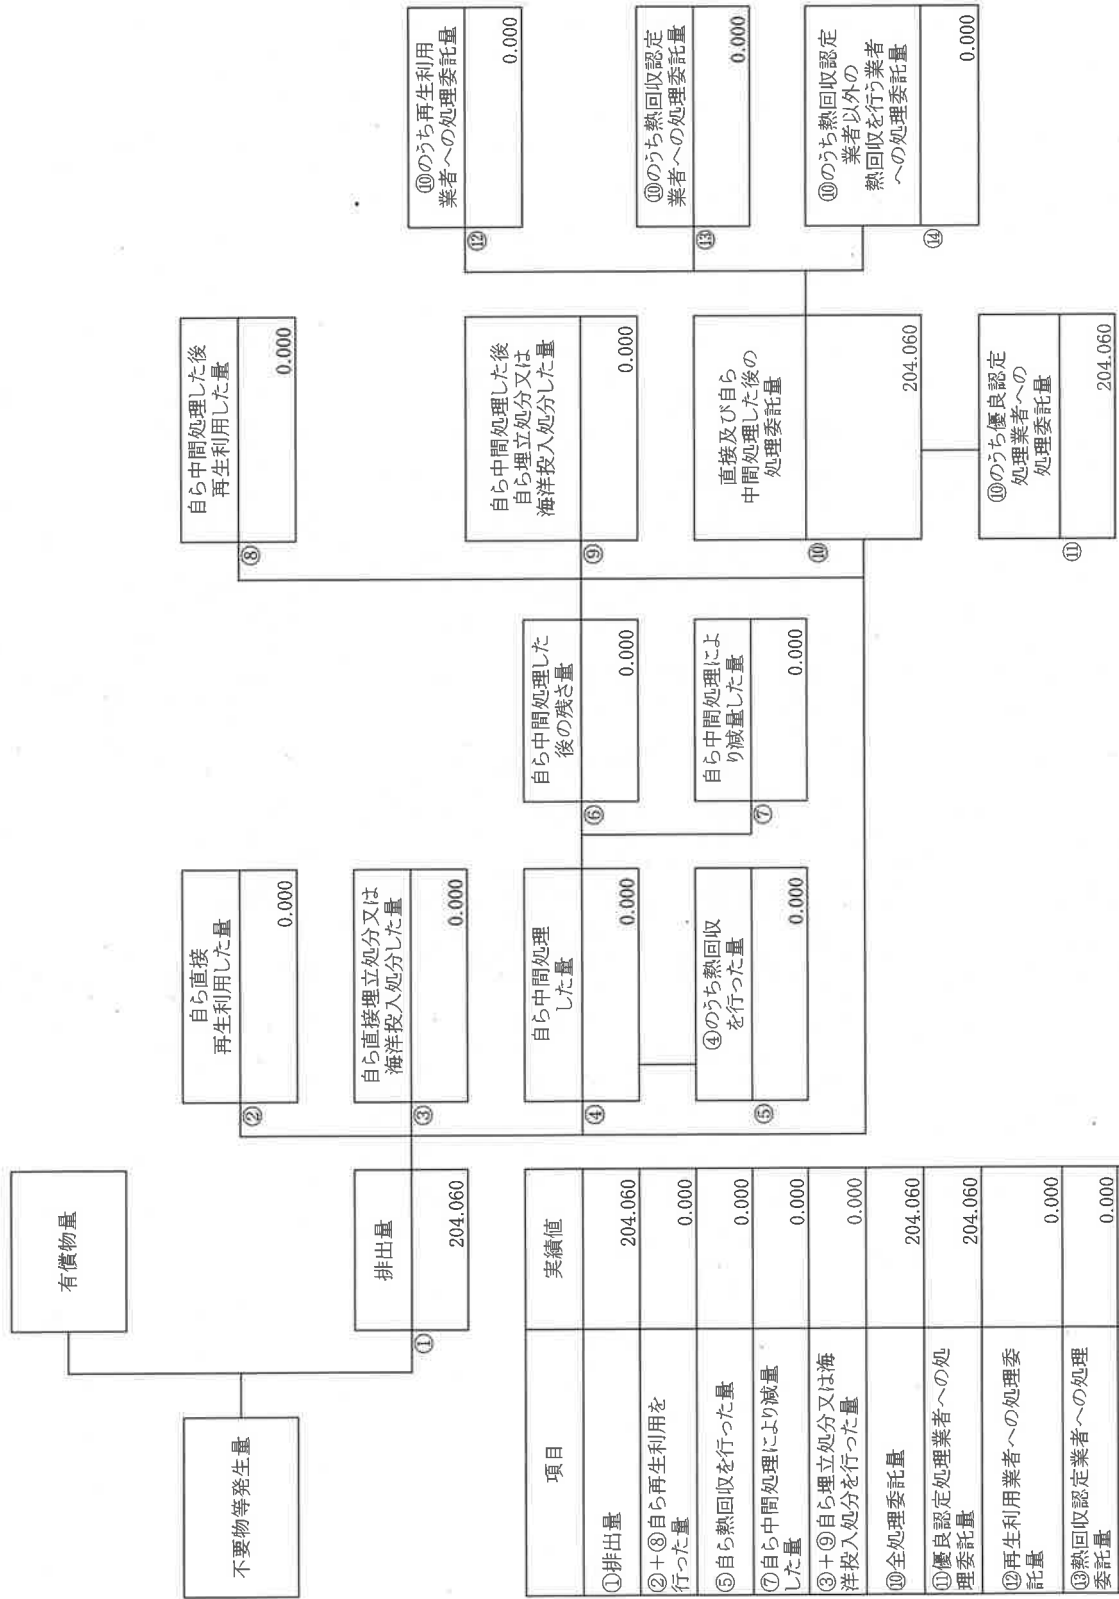 有償物量
不要物等発生量
排出量
①
204.060
自ら直接
再生利用した量
②
0.000
自ら直接埋立処分又は
海洋投入処分した量
③
0.000
自ら中間処理
した量
④
0.000
④のうち熱回収
を行った量
⑤
0.000
自ら中間処理した
後の残さ量
⑥
0.000
自ら中間処理によ
り減量した量
⑦
0.000
自ら中間処理した後
再生利用した量
⑧
0.000
自ら中間処理した後
自ら埋立処分又は
海洋投入処分した量
⑨
0.000
直接及び自ら
中間処理した後の
処理委託量
⑩
204.060
⑩のうち優良認定
処理業者への
処理委託量
⑪
204.060
⑩のうち再生利用
業者への処理委託量
⑫
0.000
⑩のうち熱回収認定
業者への処理委託量
⑬
0.000
⑩のうち熱回収認定
業者以外の
熱回収を行う業者
への処理委託量
⑭
0.000
項目 実績値
①排出量 204.060
②+⑧自ら再生利用を
行った量 0.000
⑤自ら熱回収を行った量 0.000
⑦自ら中間処理により減量
した量 0.000
③+⑨自ら埋立処分又は海
洋投入処分を行った量 0.000
⑩全処理委託量 204.060
⑪優良認定処理業者への処
理委託量 204.060
⑫再生利用業者への処理委
託量 0.000
⑬熱回収認定業者への処理
委託量 0.000